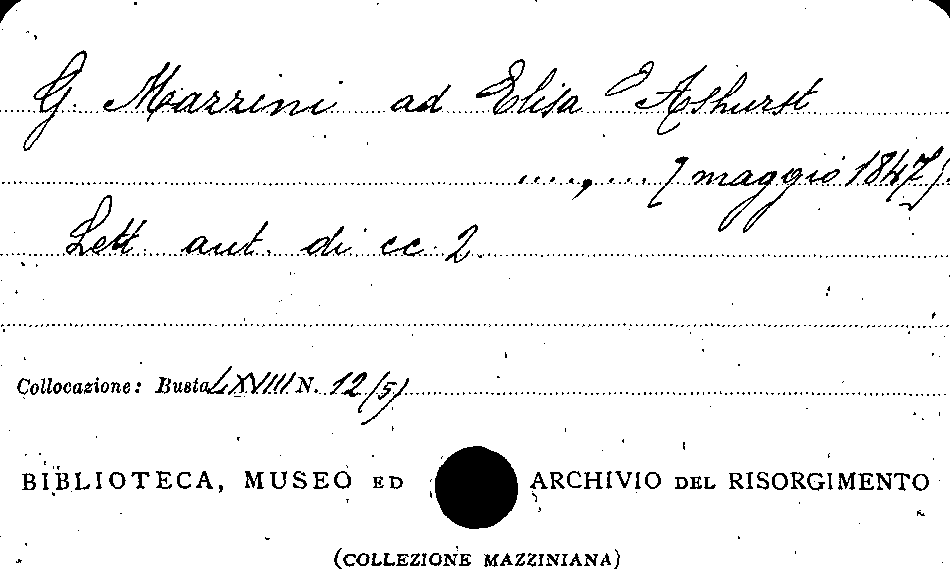 G. Mazzini ad Elisa Ashurst
...., ... [maggio 1847].
Lett. aut. di cc. 2.
Collocazione: Busta LXVIII N. 12/(5)
BIBLIOTECA, MUSEO ED ARCHIVIO DEL RISORGIMENTO
(COLLEZIONE MAZZINIANA)